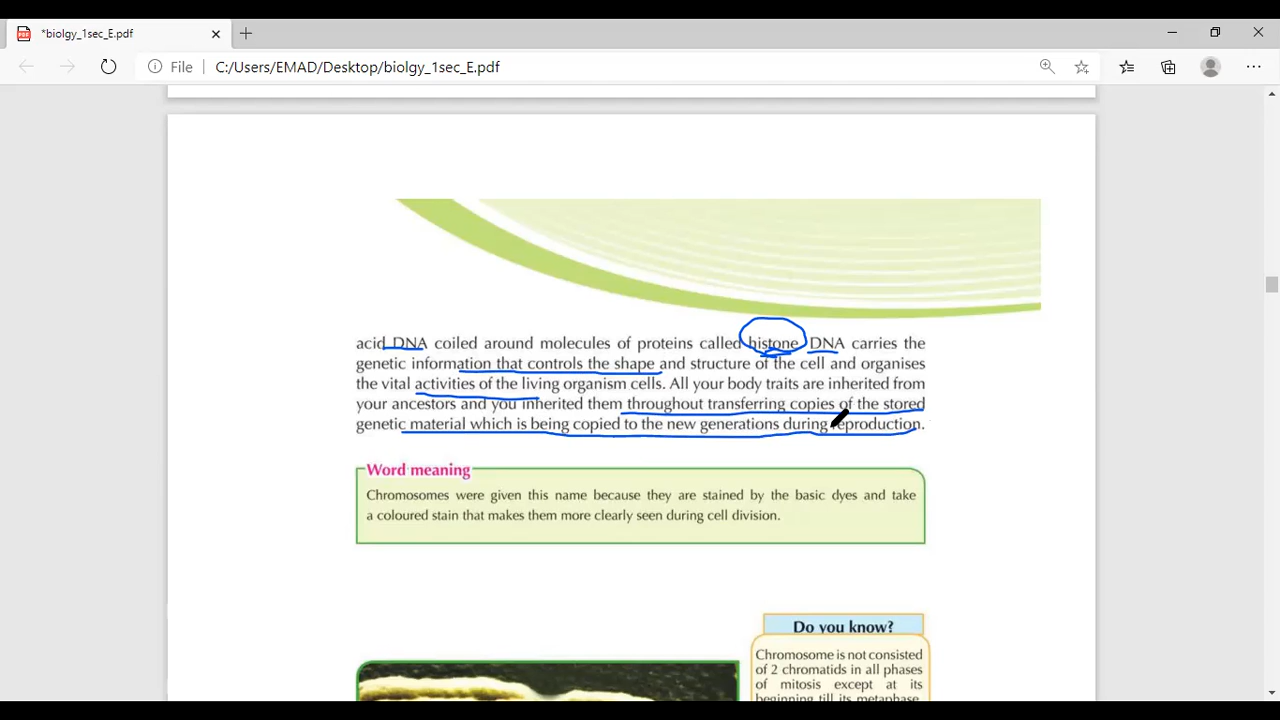 *biolgy_1sec_E.pdf
File
C:/Users/EMAD/Desktop/biolgy_1sec_E.pdf
acid DNA coiled around molecules of proteins called histone DNA carries the
genetic information that controls the shape and structure of the cell and organises
the vital activities of the living organism cells. All your body traits are inherited from
your ancestors and you inherited them throughout transferring copies of the stored
genetic material which is being copied to the new generations during reproduction.
Word meaning
Chromosomes were given this name because they are stained by the basic dyes and take
a coloured stain that makes them more clearly seen during cell division.
Do you know?
Chromosome is not consisted
of 2 chromatids in all phases
of mitosis except at its
beginning till its metaphase